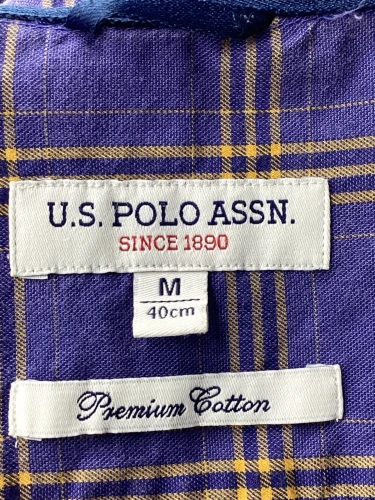 U.S. POLO ASSN.
SINCE 1890
M
40cm
Premium Cotton